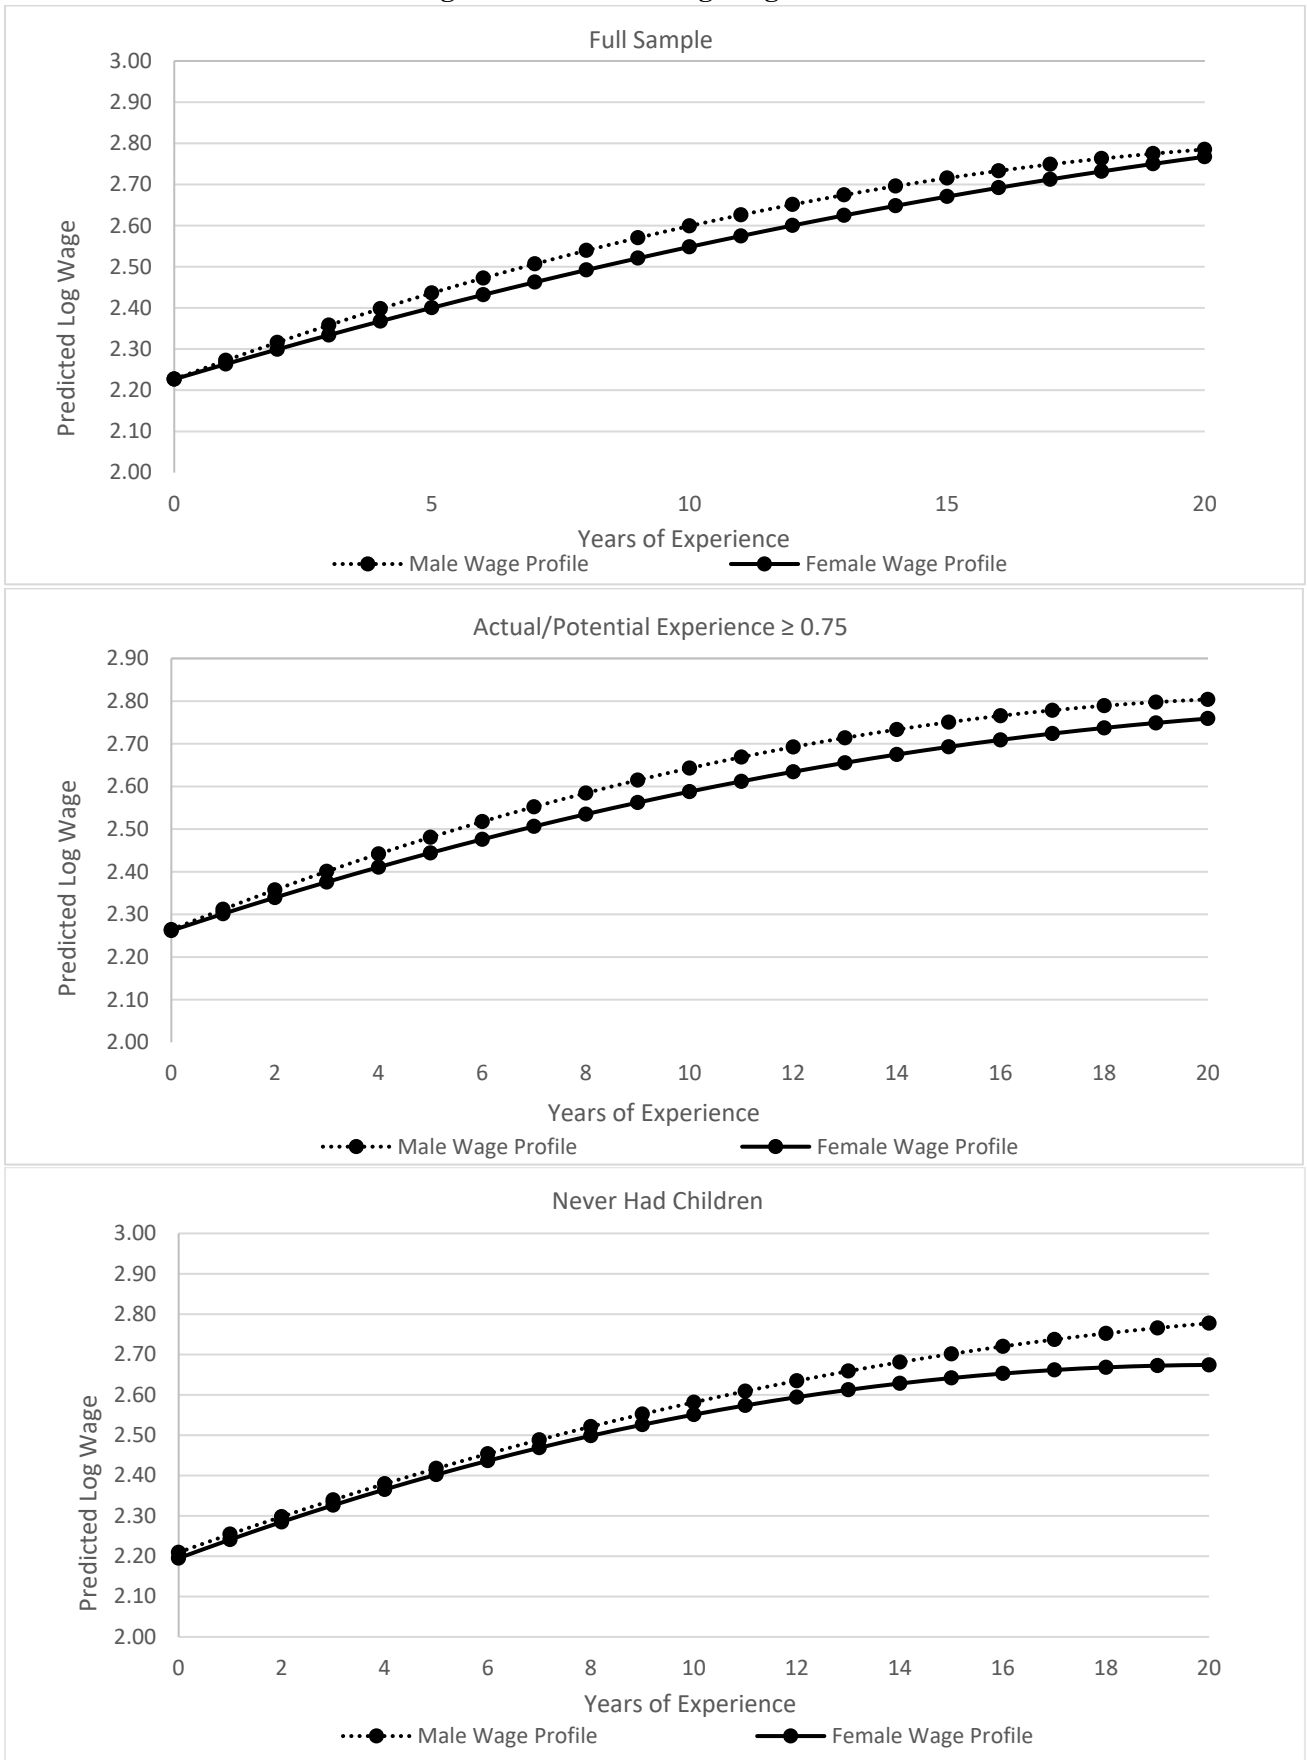 Full Sample
3.00
2.90
2.80
2.70
2.60
2.50
2.40
2.30
2.20
2.10
2.00
Predicted Log Wage
0 5 10 15 20
Years of Experience
Male Wage Profile Female Wage Profile
Actual/Potential Experience ≥ 0.75
2.90
2.80
2.70
2.60
2.50
2.40
2.30
2.20
2.10
2.00
Predicted Log Wage
0 2 4 6 8 10 12 14 16 18 20
Years of Experience
Male Wage Profile Female Wage Profile
Never Had Children
3.00
2.90
2.80
2.70
2.60
2.50
2.40
2.30
2.20
2.10
2.00
Predicted Log Wage
0 2 4 6 8 10 12 14 16 18 20
Years of Experience
Male Wage Profile Female Wage Profile